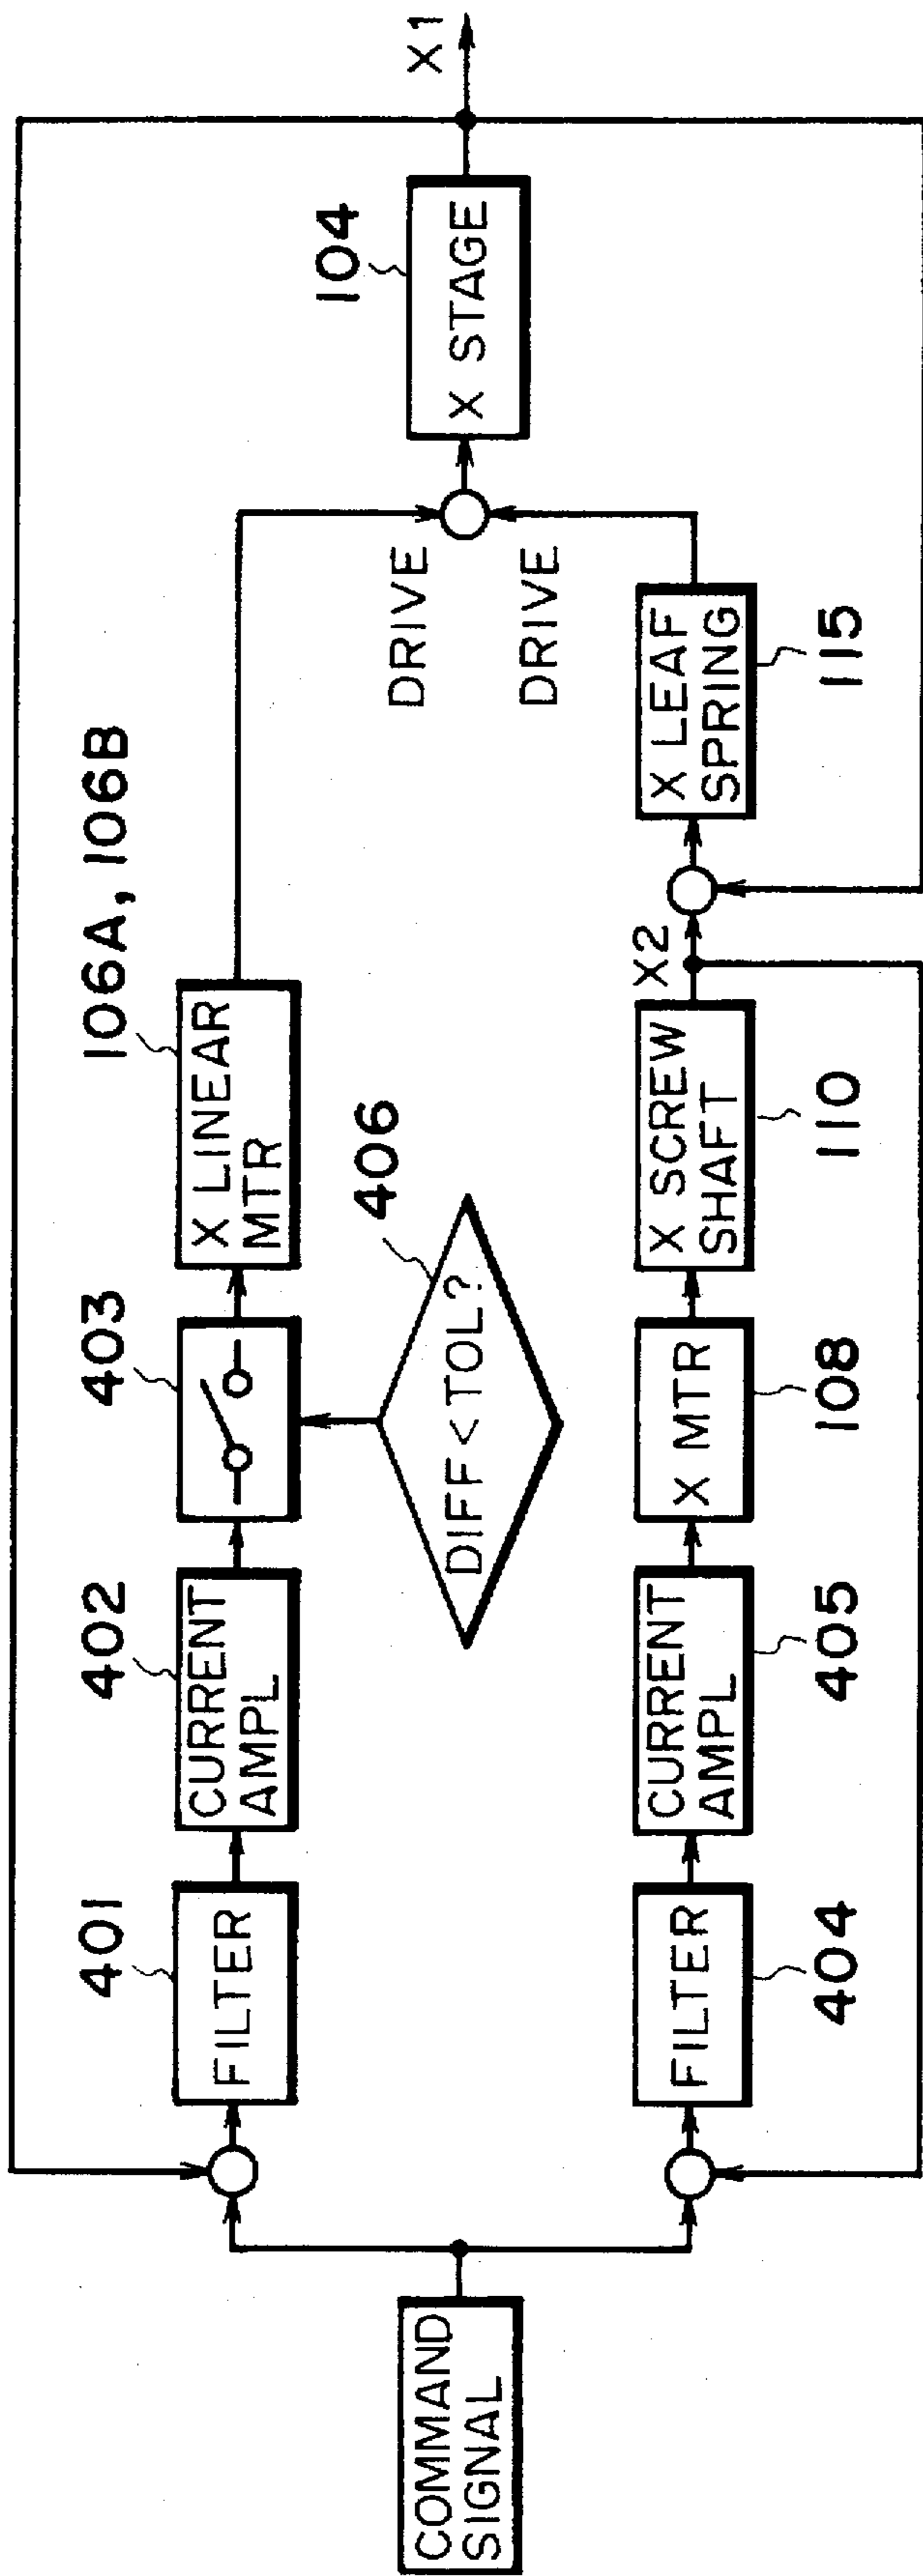 COMMAND
SIGNAL
401
FILTER
402
CURRENT
AMPL
403
106A, 106B
X LINEAR
MTR
406
DIFF < TOL?
DRIVE
DRIVE
104
X STAGE
X1
FILTER
404
CURRENT
AMPL
405
X MTR
108
X SCREW
SHAFT
110
X2
X LEAF
SPRING
115